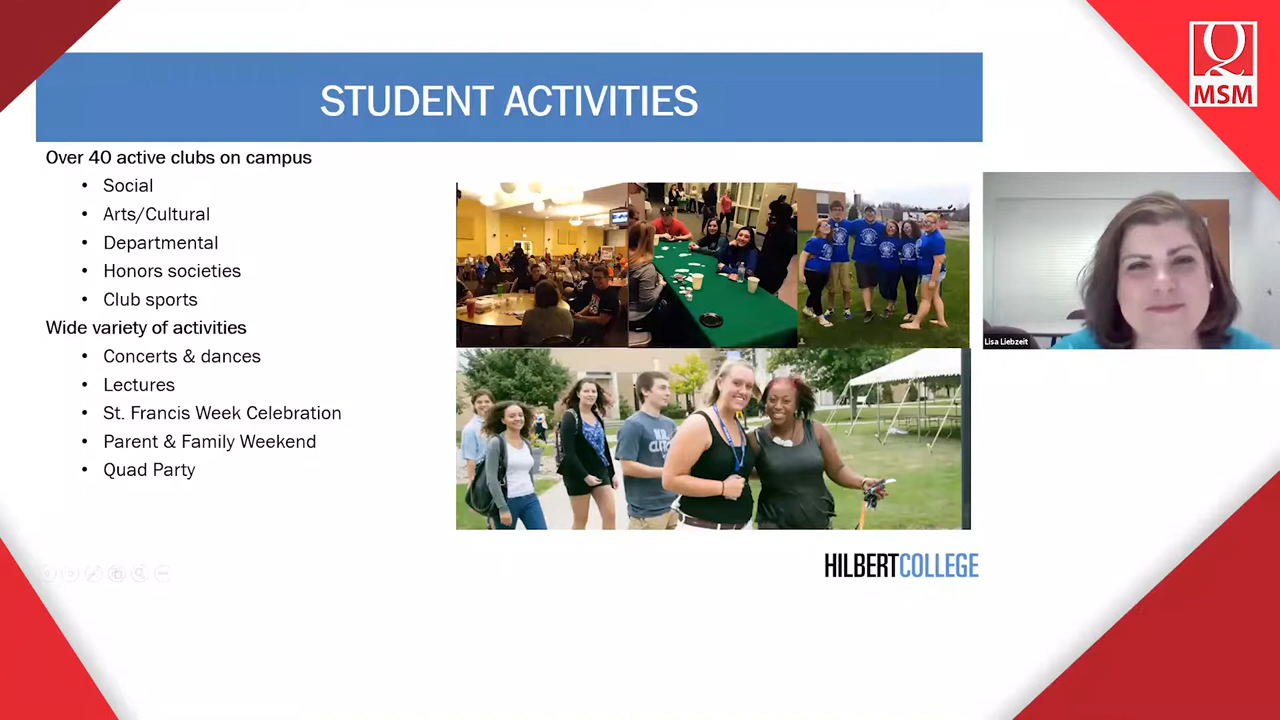 STUDENT ACTIVITIES
Over 40 active clubs on campus
• Social
• Arts/Cultural
• Departmental
• Honors societies
• Club sports
Wide variety of activities
• Concerts & dances
• Lectures
• St. Francis Week Celebration
• Parent & Family Weekend
• Quad Party
HILBERTCOLLEGE
Lisa Liebzeit
MSM